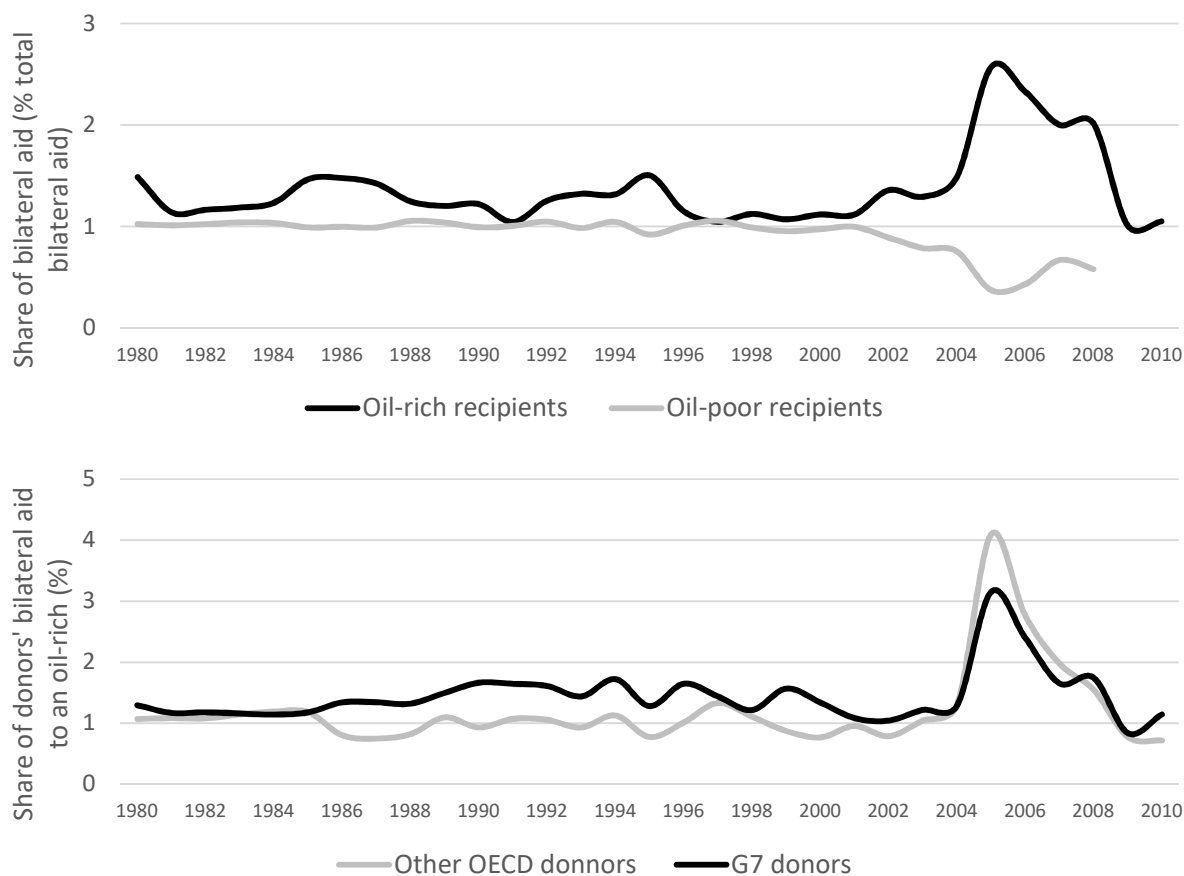 Share of bilateral aid (% total
bilateral aid)
3
2
1
0
1980 1982 1984 1986 1988 1990 1992 1994 1996 1998 2000 2002 2004 2006 2008 2010
Oil-rich recipients Oil-poor recipients
Share of donors' bilateral aid
to an oil-rich (%)
5
4
3
2
1
0
1980 1982 1984 1986 1988 1990 1992 1994 1996 1998 2000 2002 2004 2006 2008 2010
Other OECD donnors G7 donors